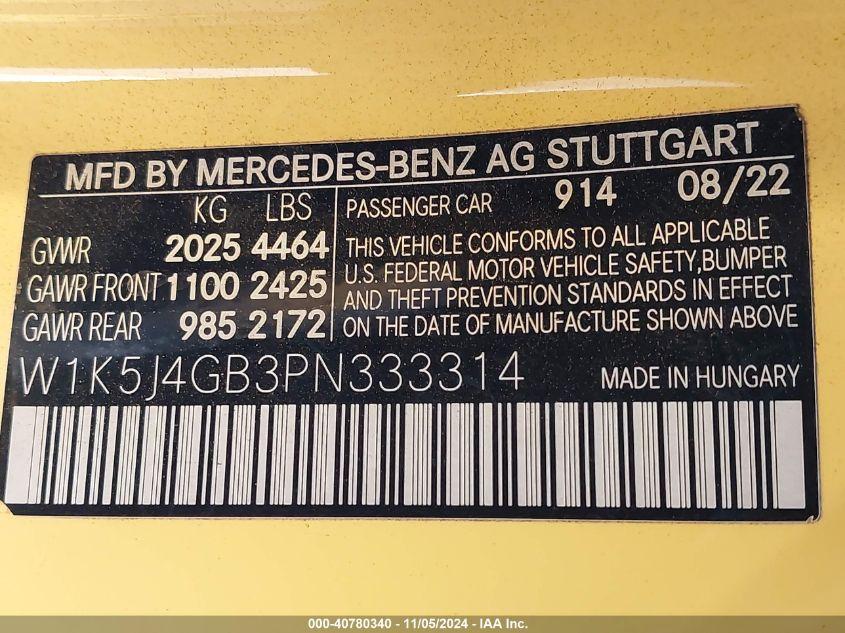 MFD BY MERCEDES-BENZ AG STUTTGART
KG LBS
GVWR 2025 4464
GAWR FRONT 1100 2425
GAWR REAR 985 2172
PASSENGER CAR 914 08/22
THIS VEHICLE CONFORMS TO ALL APPLICABLE
U.S. FEDERAL MOTOR VEHICLE SAFETY,BUMPER
AND THEFT PREVENTION STANDARDS IN EFFECT
ON THE DATE OF MANUFACTURE SHOWN ABOVE
W1K5J4GB3PN333314 MADE IN HUNGARY
000-40780340 - 11/05/2024 - IAA Inc.